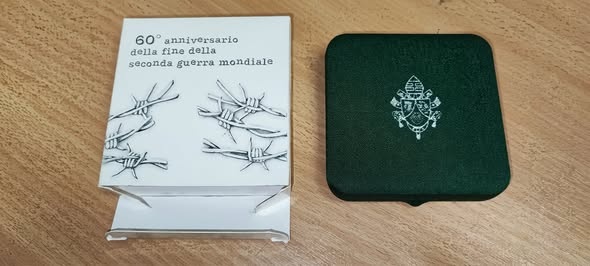 60° anniversario
della fine della
seconda guerra mondiale